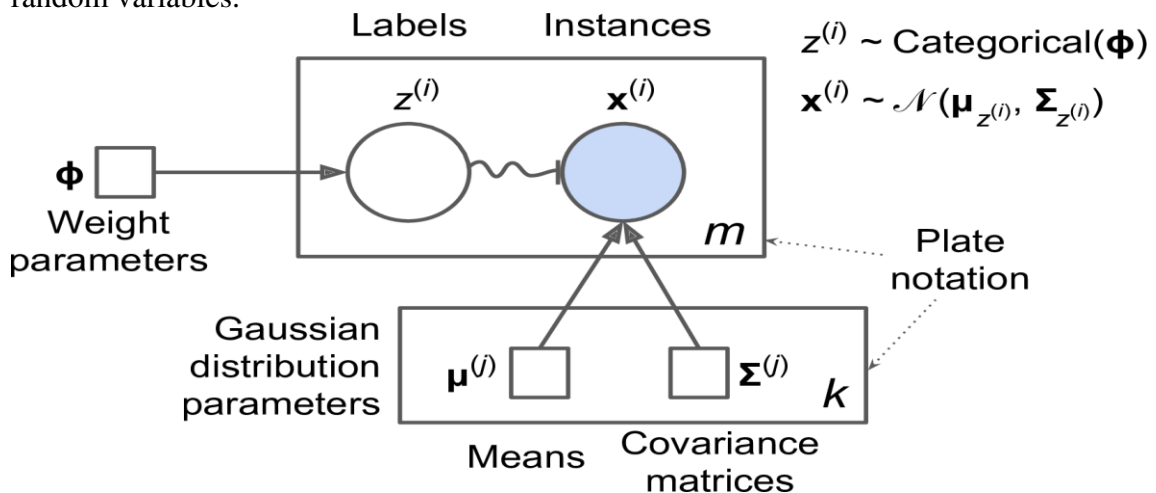 random variables.
Labels
Instances
z⁽ⁱ⁾ ~ Categorical(ɸ)
z⁽ⁱ⁾
x⁽ⁱ⁾
x⁽ⁱ⁾ ~ 𝒩(μ_z⁽ⁱ⁾, Σ_z⁽ⁱ⁾)
ɸ
Weight
parameters
m
Plate
notation
Gaussian
distribution
parameters
μ⁽ʲ⁾
Σ⁽ʲ⁾
k
Means
Covariance
matrices